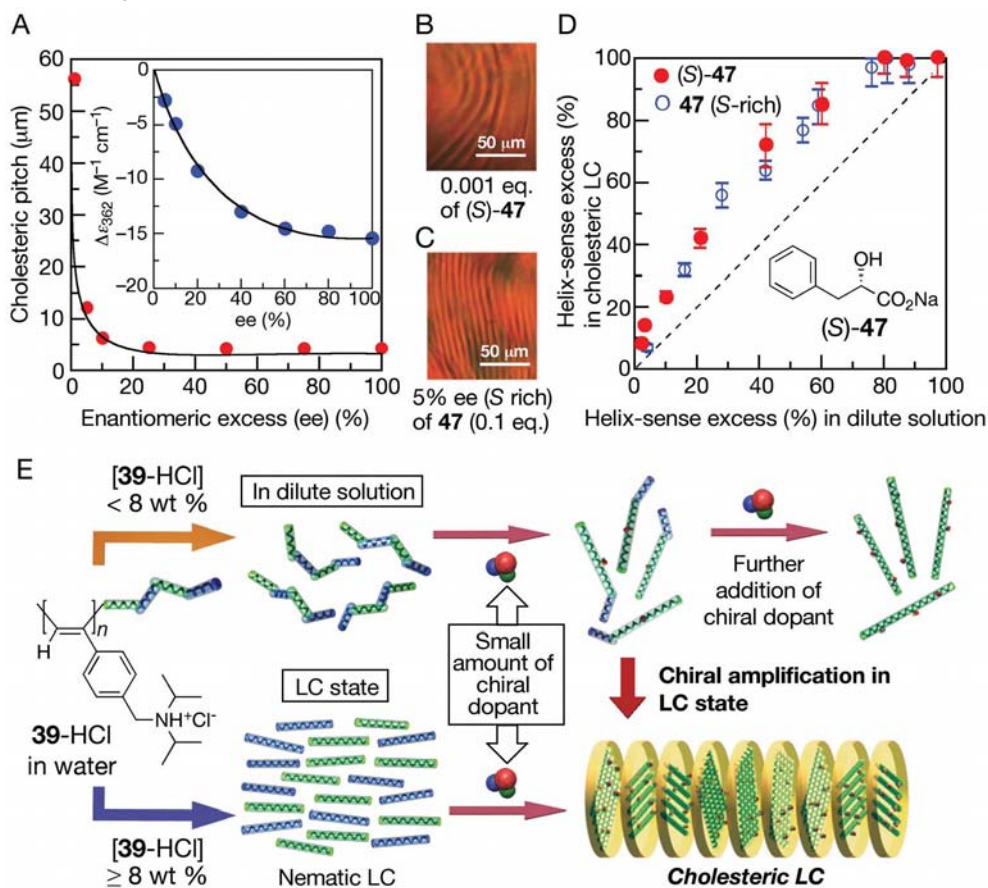 A
60
50
40
30
20
10
0
Cholesteric pitch (μm)
0
20
40
60
80
100
Enantiomeric excess (ee) (%)
0
−5
−10
−15
−20
Δε362 (M−1 cm−1)
0
20
40
60
80
100
ee (%)
B
50 μm
0.001 eq.
of (S)-47
C
50 μm
5% ee (S rich)
of 47 (0.1 eq.)
D
100
80
60
40
20
0
Helix-sense excess (%)
in cholesteric LC
(S)-47
47 (S-rich)
OH
CO2Na
(S)-47
0
20
40
60
80
100
Helix-sense excess (%) in dilute solution
E
[39-HCl]
< 8 wt %
In dilute solution
Further
addition of
chiral dopant
n
H
NH+Cl-
39-HCl
in water
Small
amount of
chiral
dopant
LC state
Chiral amplification in
LC state
[39-HCl]
≥ 8 wt %
Nematic LC
Cholesteric LC